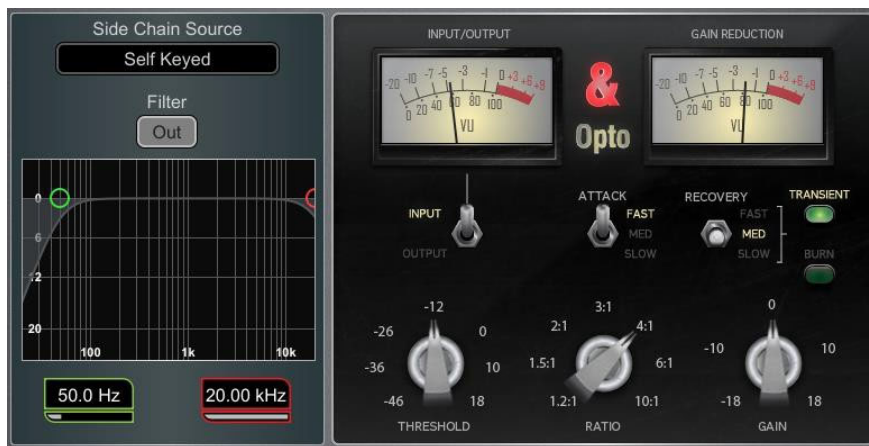 Side Chain Source
Self Keyed
Filter
Out
0
6
12
20
100
1k
10k
50.0 Hz
20.00 kHz
INPUT/OUTPUT
-20 -10 -7 -5 -3 -1 0 +3 +6 +9
0 20 40 60 80 100
VU
&
Opto
GAIN REDUCTION
-20 -10 -7 -5 -3 -1 0 +3 +6 +9
0 20 40 60 80 100
VU
INPUT
OUTPUT
ATTACK
FAST
MED
SLOW
RECOVERY
FAST
MED
SLOW
TRANSIENT
BURN
-46 -36 -26 -12 0 10 18
THRESHOLD
1.2:1 1.5:1 2:1 3:1 4:1 6:1 10:1
RATIO
-18 -10 0 10 18
GAIN